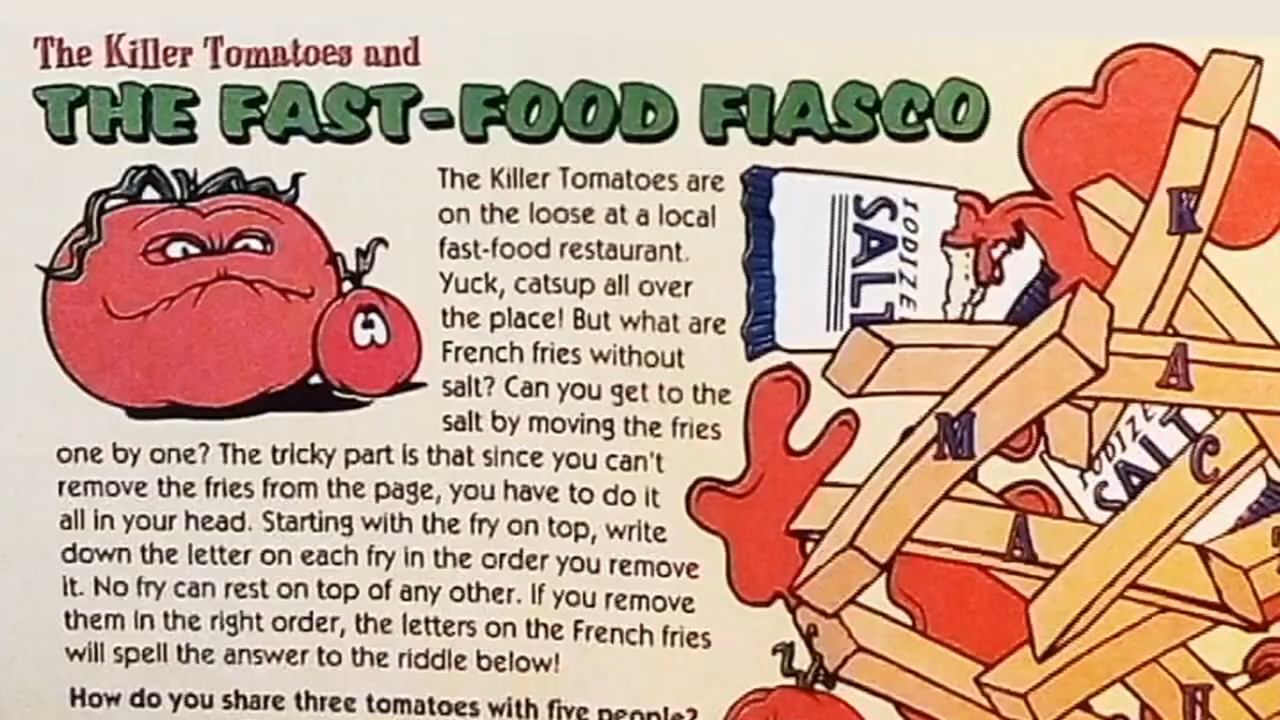 The Killer Tomatoes and
THE FAST-FOOD FIASCO
The Killer Tomatoes are
on the loose at a local
fast-food restaurant.
Yuck, catsup all over
the place! But what are
French fries without
salt? Can you get to the
salt by moving the fries
one by one? The tricky part is that since you can't
remove the fries from the page, you have to do it
all in your head. Starting with the fry on top, write
down the letter on each fry in the order you remove
it. No fry can rest on top of any other. If you remove
them in the right order, the letters on the French fries
will spell the answer to the riddle below!
How do you share three tomatoes with five people?
IODIZE
SALT
K
A
M
ODIZE
SALT
C
A
H